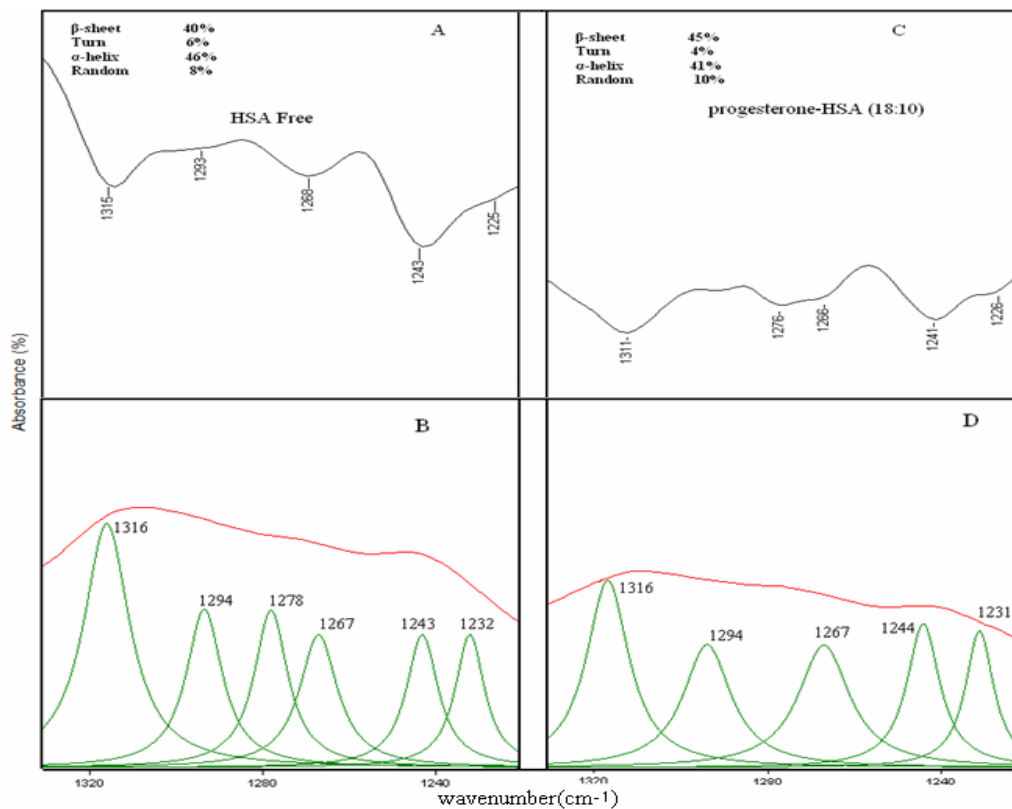 A
β-sheet 40%
Turn 6%
α-helix 46%
Random 8%
HSA Free
1315
1293
1268
1243
1225
C
β-sheet 45%
Turn 4%
α-helix 41%
Random 10%
progesterone-HSA (18:10)
1311
1276
1266
1241
1226
Absorbance (%)
B
1316
1294
1278
1267
1243
1232
1320
1280
1240
D
1316
1294
1267
1244
1231
1320
1280
1240
wavenumber(cm-1)